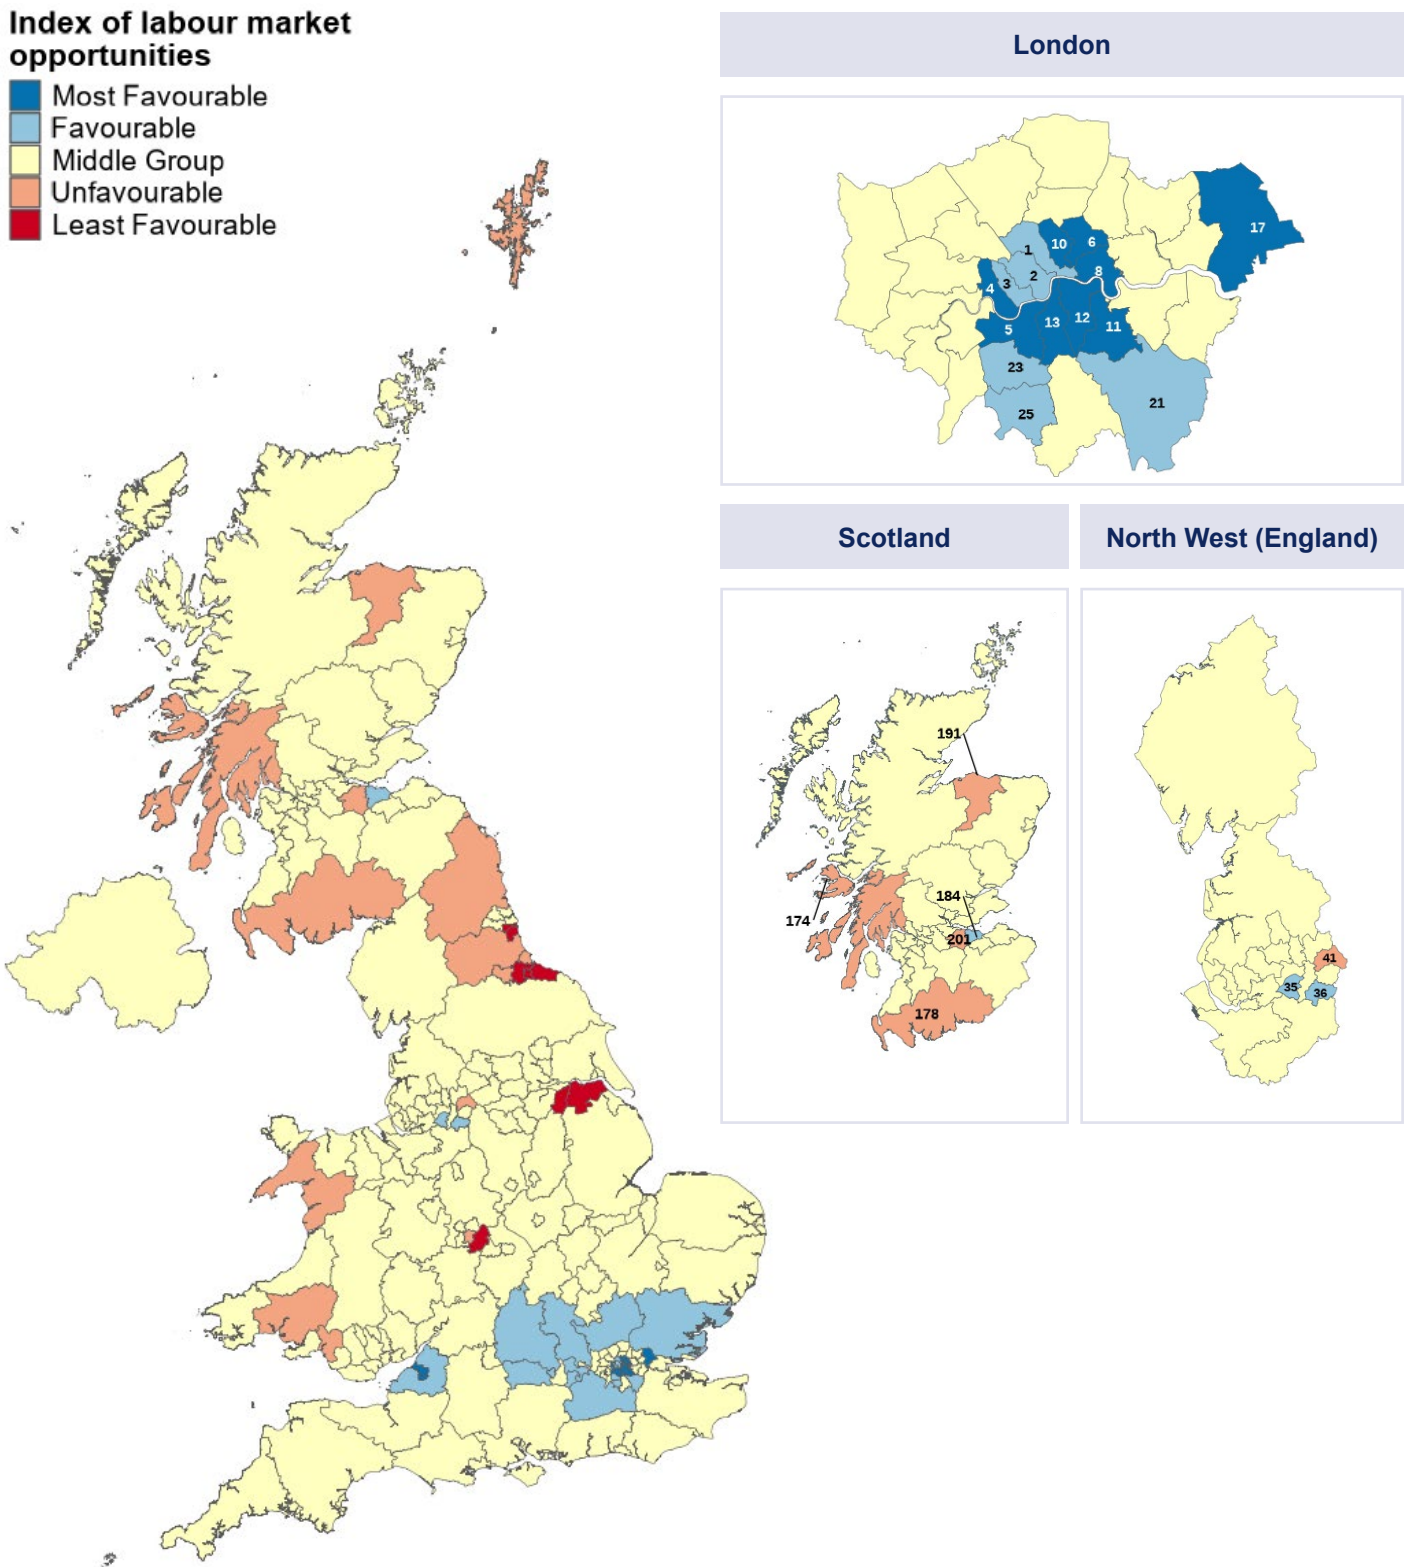 Index of labour market
opportunities
Most Favourable
Favourable
Middle Group
Unfavourable
Least Favourable
London
1
10
6
17
2
3
4
8
5
13
12
11
23
25
21
Scotland
191
184
174
201
178
North West (England)
41
35
36